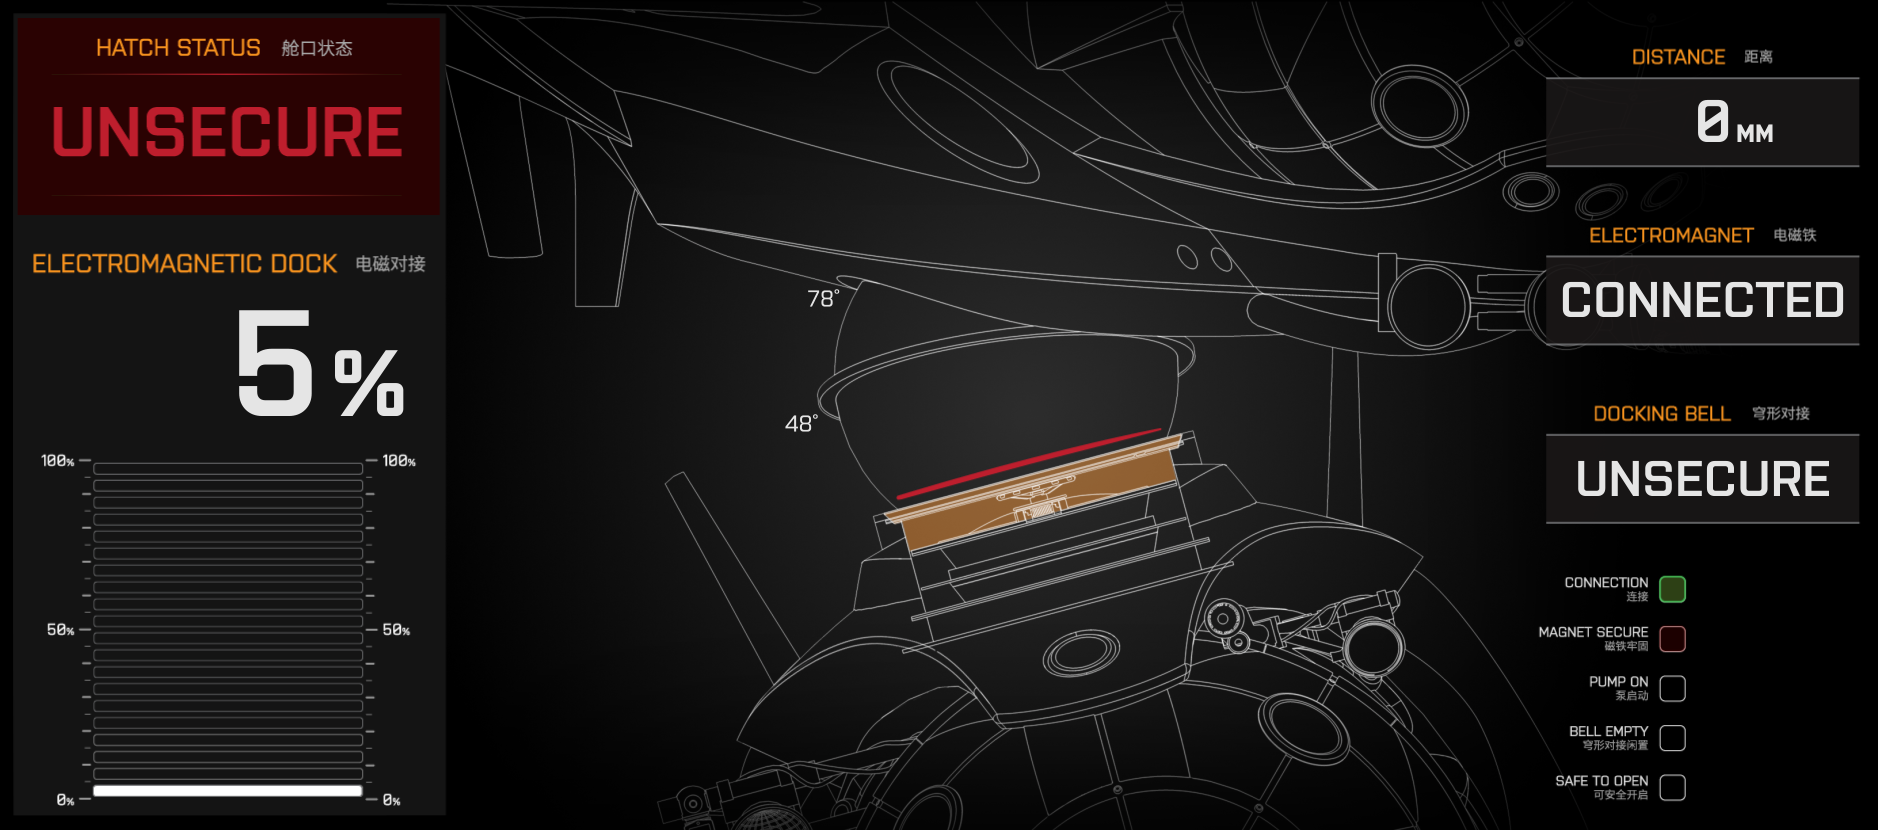 HATCH STATUS 舱口状态
UNSECURE
ELECTROMAGNETIC DOCK 电磁对接
5%
100% 100%
50% 50%
0% 0%
78°
48°
DISTANCE 距离
0 MM
ELECTROMAGNET 电磁铁
CONNECTED
DOCKING BELL 穹形对接
UNSECURE
CONNECTION
连接
MAGNET SECURE
磁铁牢固
PUMP ON
泵启动
BELL EMPTY
穹形对接闲置
SAFE TO OPEN
可安全开启